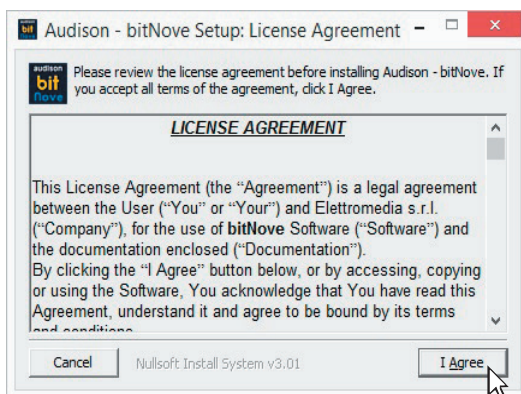 Audison - bitNove Setup: License Agreement
audison
bit
Nove
Please review the license agreement before installing Audison - bitNove. If
you accept all terms of the agreement, click I Agree.
LICENSE AGREEMENT
This License Agreement (the “Agreement”) is a legal agreement
between the User (“You” or “Your”) and Elettromedia s.r.l.
(“Company”), for the use of bitNove Software (“Software”) and
the documentation enclosed (“Documentation”).
By clicking the “I Agree” button below, or by accessing, copying
or using the Software, You acknowledge that You have read this
Agreement, understand it and agree to be bound by its terms
and conditions
Cancel
Nullsoft Install System v3.01
I Agree